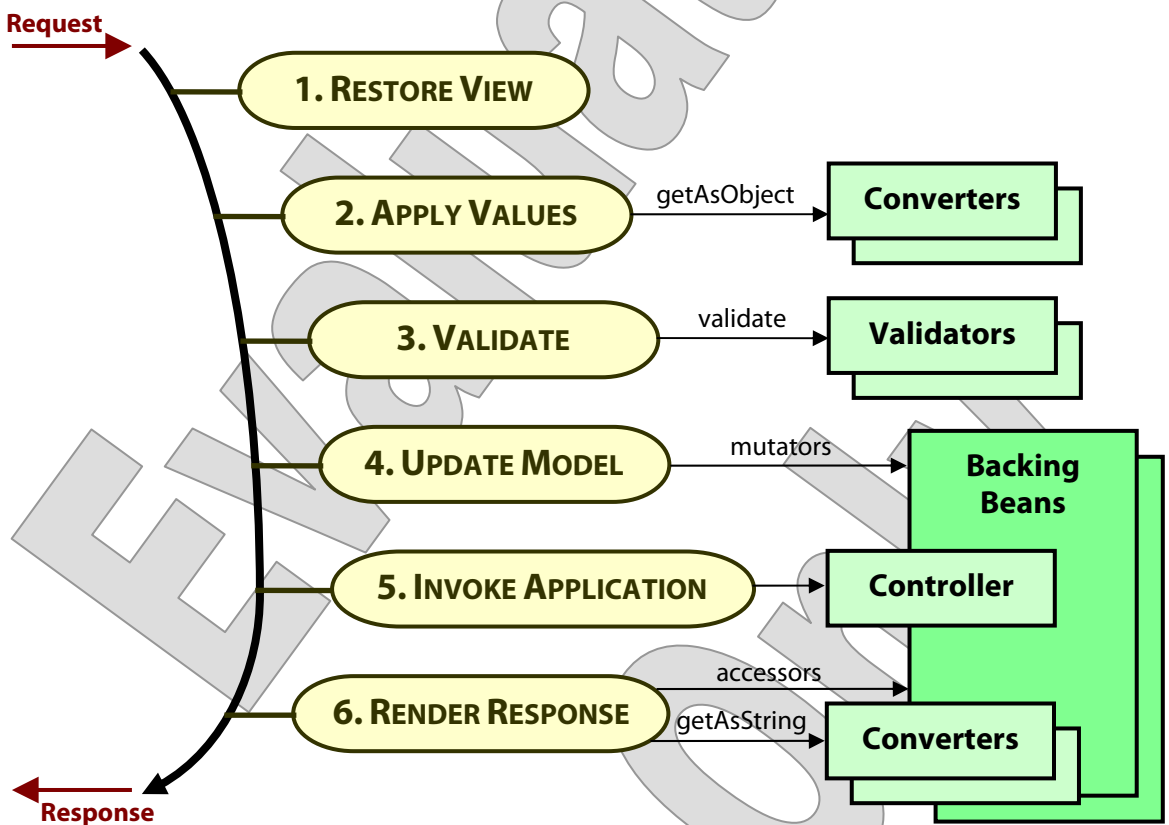 Request
1. RESTORE VIEW
2. APPLY VALUES
getAsObject
Converters
3. VALIDATE
validate
Validators
4. UPDATE MODEL
mutators
Backing
Beans
5. INVOKE APPLICATION
Controller
6. RENDER RESPONSE
accessors
getAsString
Converters
Response